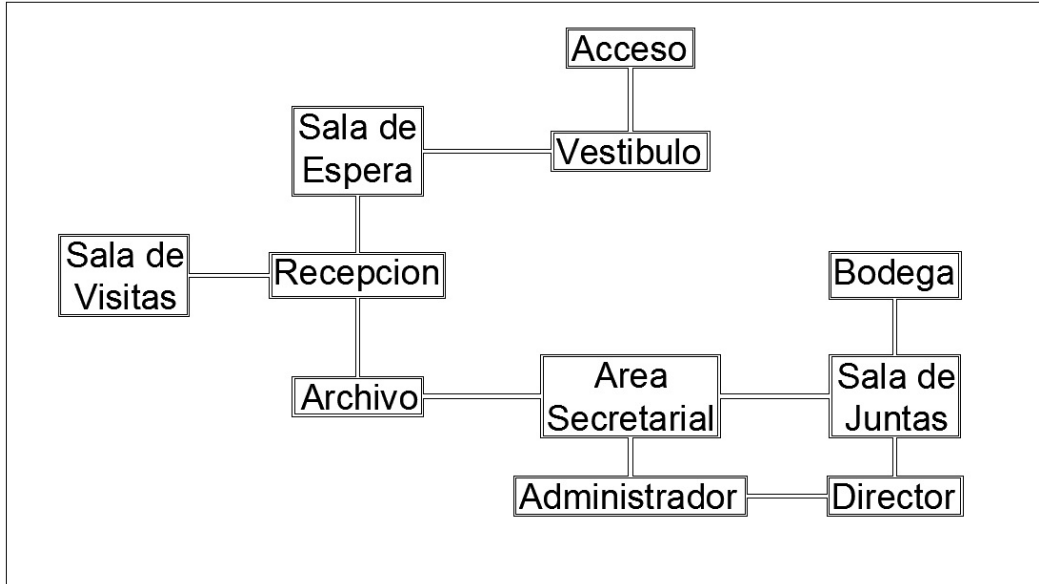 Acceso
Sala de
Espera
Vestibulo
Sala de
Visitas
Recepcion
Bodega
Archivo
Area
Secretarial
Sala de
Juntas
Administrador
Director